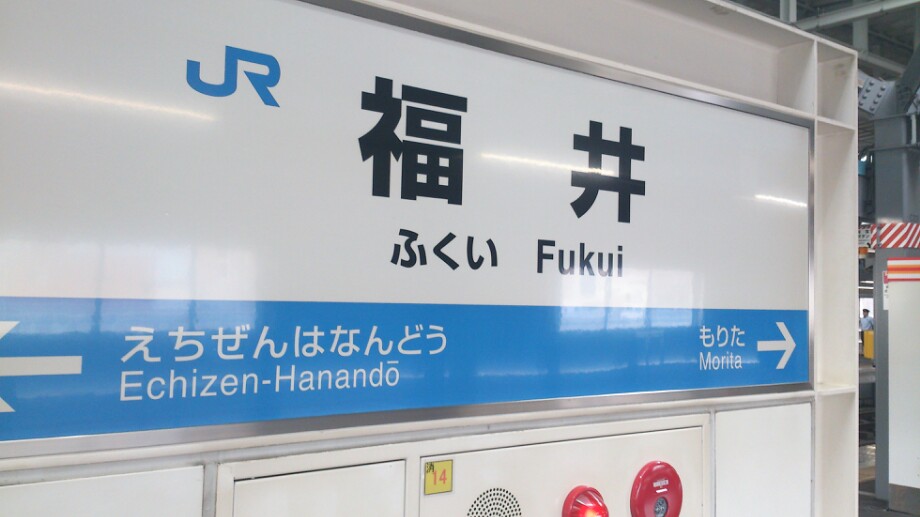 JR
福井
ふくい Fukui
えちぜんはなんどう
Echizen-Hanandō
もりた
Morita
消
14